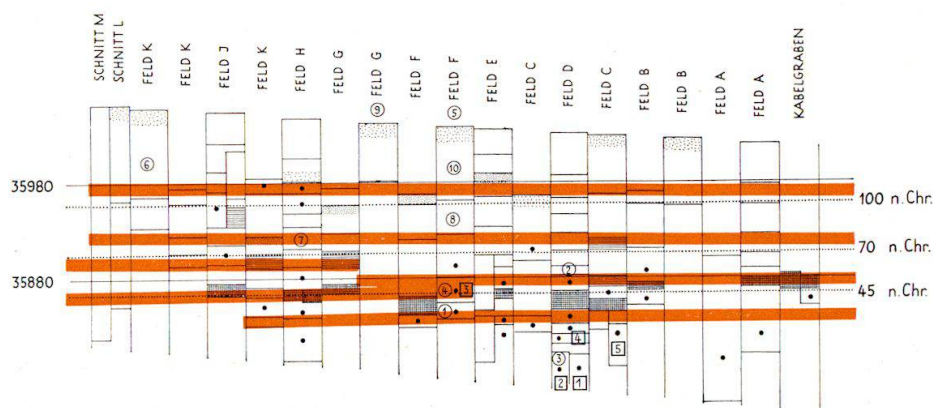 SCHNITT M
SCHNITT L
FELD K
FELD K
FELD J
FELD K
FELD H
FELD G
FELD G
FELD F
FELD F
FELD E
FELD C
FELD D
FELD C
FELD B
FELD B
FELD A
FELD A
KABELGRABEN
9
5
6
10
35980
100 n. Chr.
8
7
70 n. Chr.
2
35880
4
3
45 n.Chr.
1
4
5
3
2
1